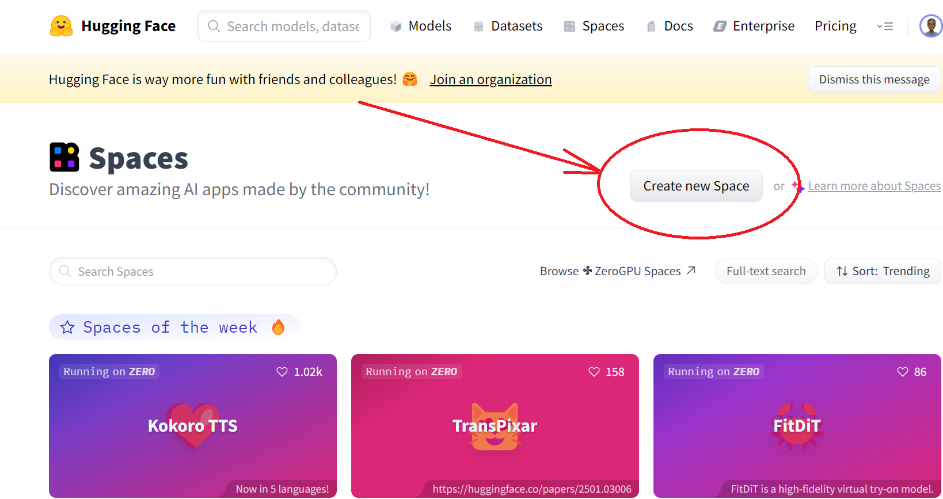 Hugging Face
Search models, datase
Models
Datasets
Spaces
Docs
Enterprise
Pricing
Hugging Face is way more fun with friends and colleagues! 🤗 Join an organization
Dismiss this message
Spaces
Discover amazing AI apps made by the community!
Create new Space
or
Learn more about Spaces
Search Spaces
Browse ZeroGPU Spaces
Full-text search
Sort: Trending
Spaces of the week 🔥
Running on ZERO
1.02k
Kokoro TTS
Now in 5 languages!
Running on ZERO
158
TransPixar
https://huggingface.co/papers/2501.03006
Running on ZERO
86
FitDiT
FitDiT is a high-fidelity virtual try-on model.